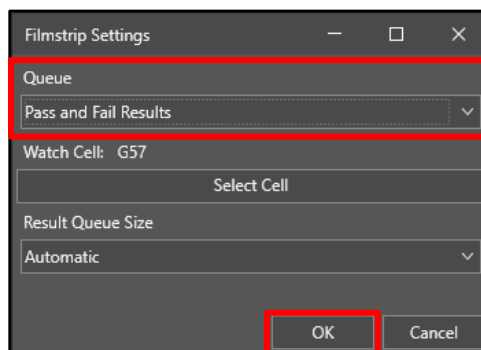 Filmstrip Settings
Queue
Pass and Fail Results
Watch Cell: G57
Select Cell
Result Queue Size
Automatic
OK Cancel